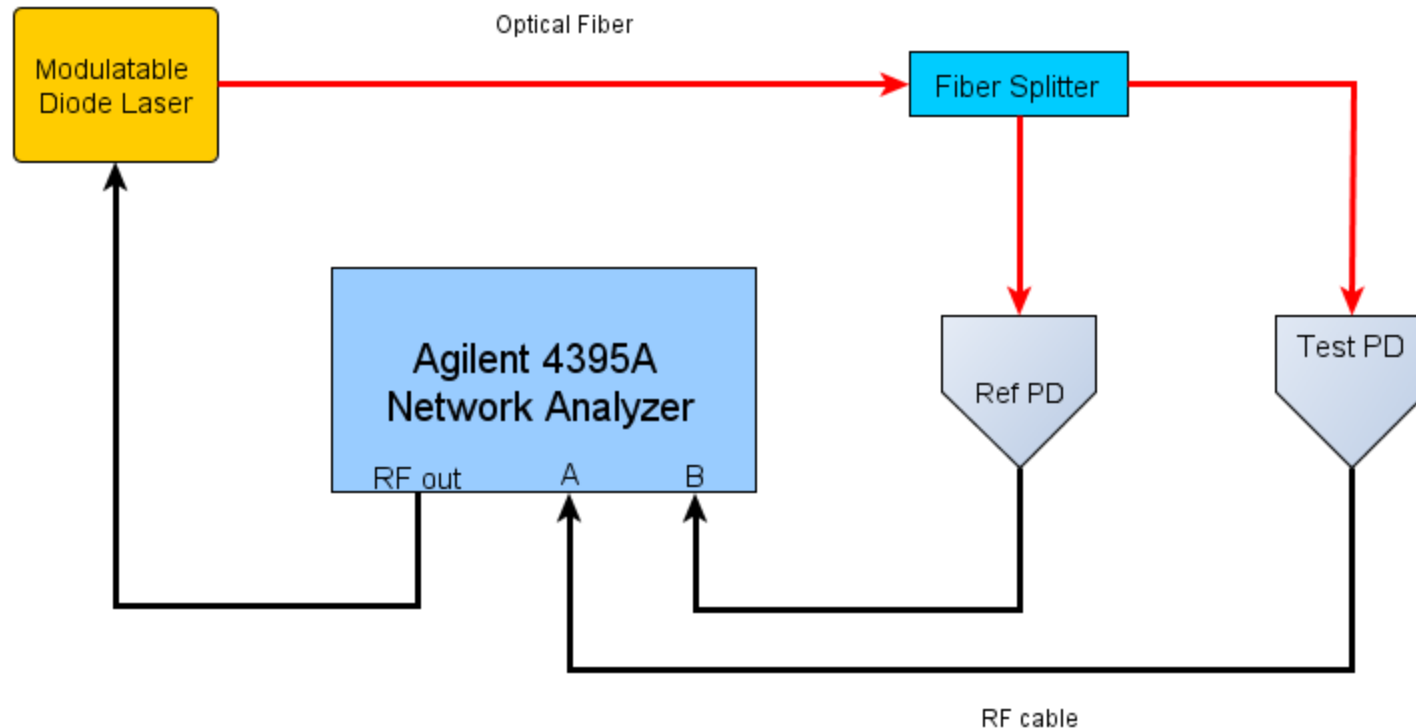 Optical Fiber
Modulatable
Diode Laser
Fiber Splitter
Agilent 4395A
Network Analyzer
RF out
A
B
Ref PD
Test PD
RF cable